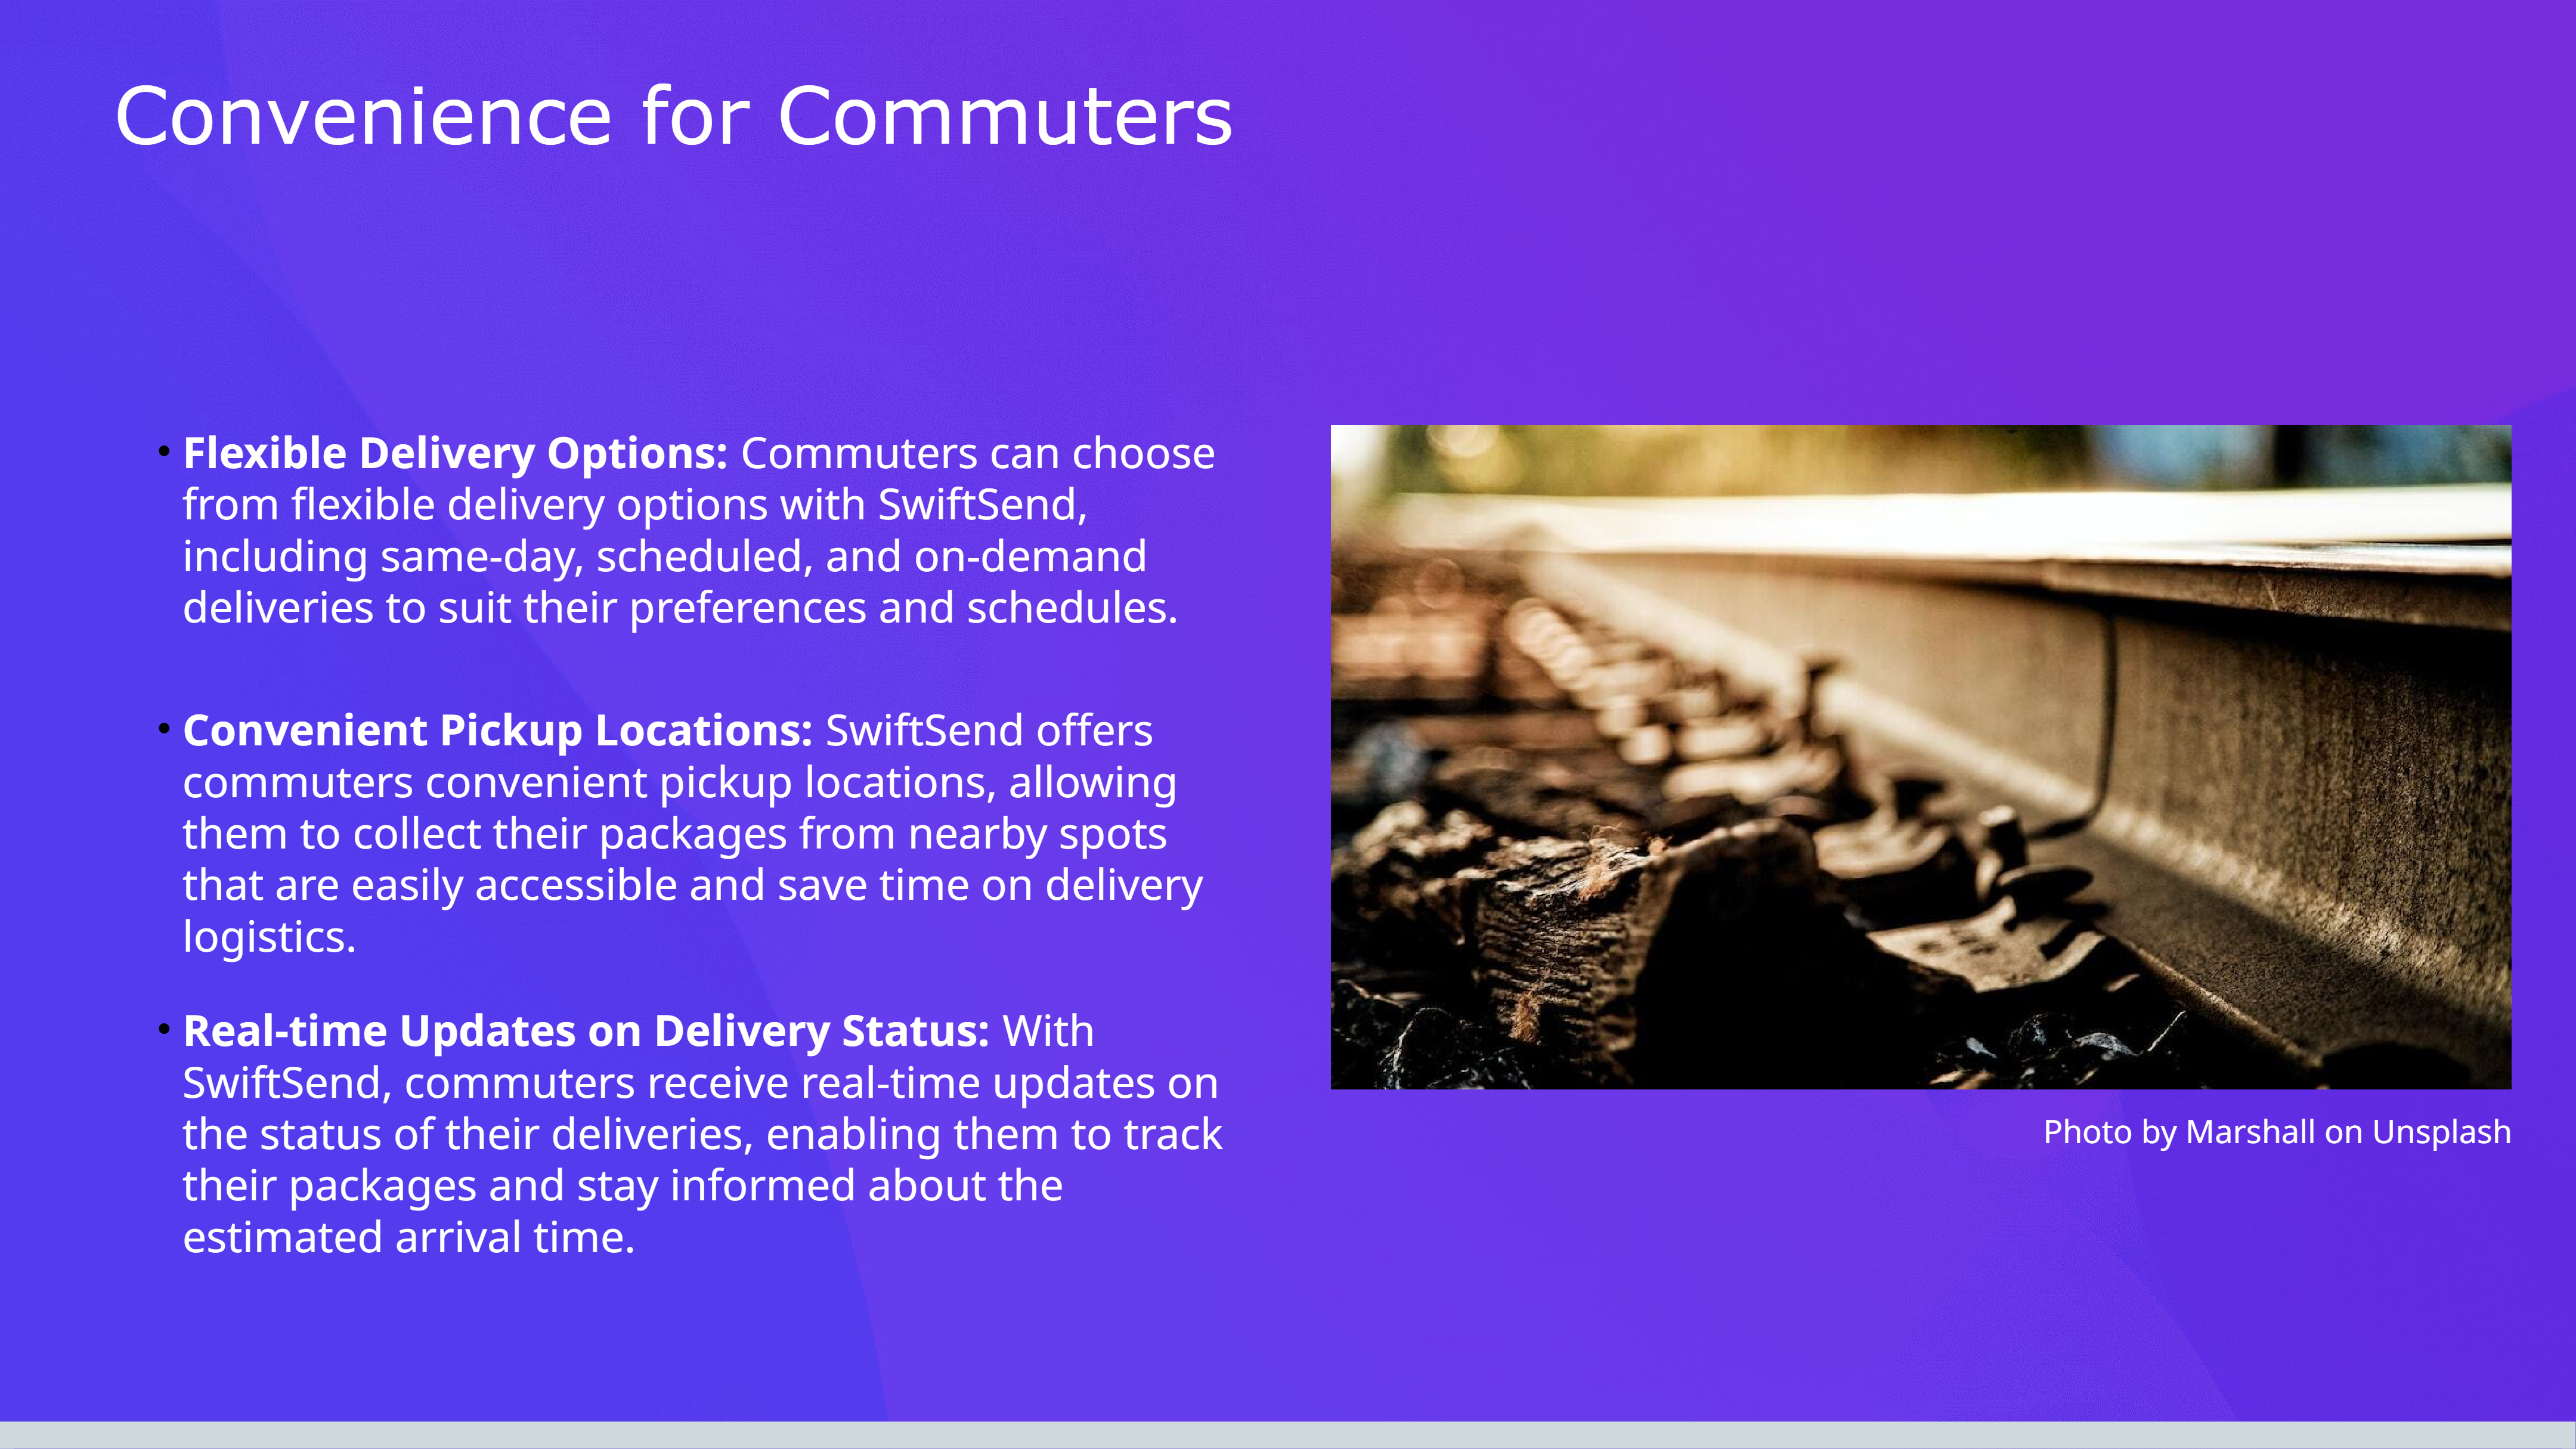 Convenience for Commuters
• Flexible Delivery Options: Commuters can choose
from flexible delivery options with SwiftSend,
including same-day, scheduled, and on-demand
deliveries to suit their preferences and schedules.
• Convenient Pickup Locations: SwiftSend offers
commuters convenient pickup locations, allowing
them to collect their packages from nearby spots
that are easily accessible and save time on delivery
logistics.
• Real-time Updates on Delivery Status: With
SwiftSend, commuters receive real-time updates on
the status of their deliveries, enabling them to track
their packages and stay informed about the
estimated arrival time.
Photo by Marshall on Unsplash